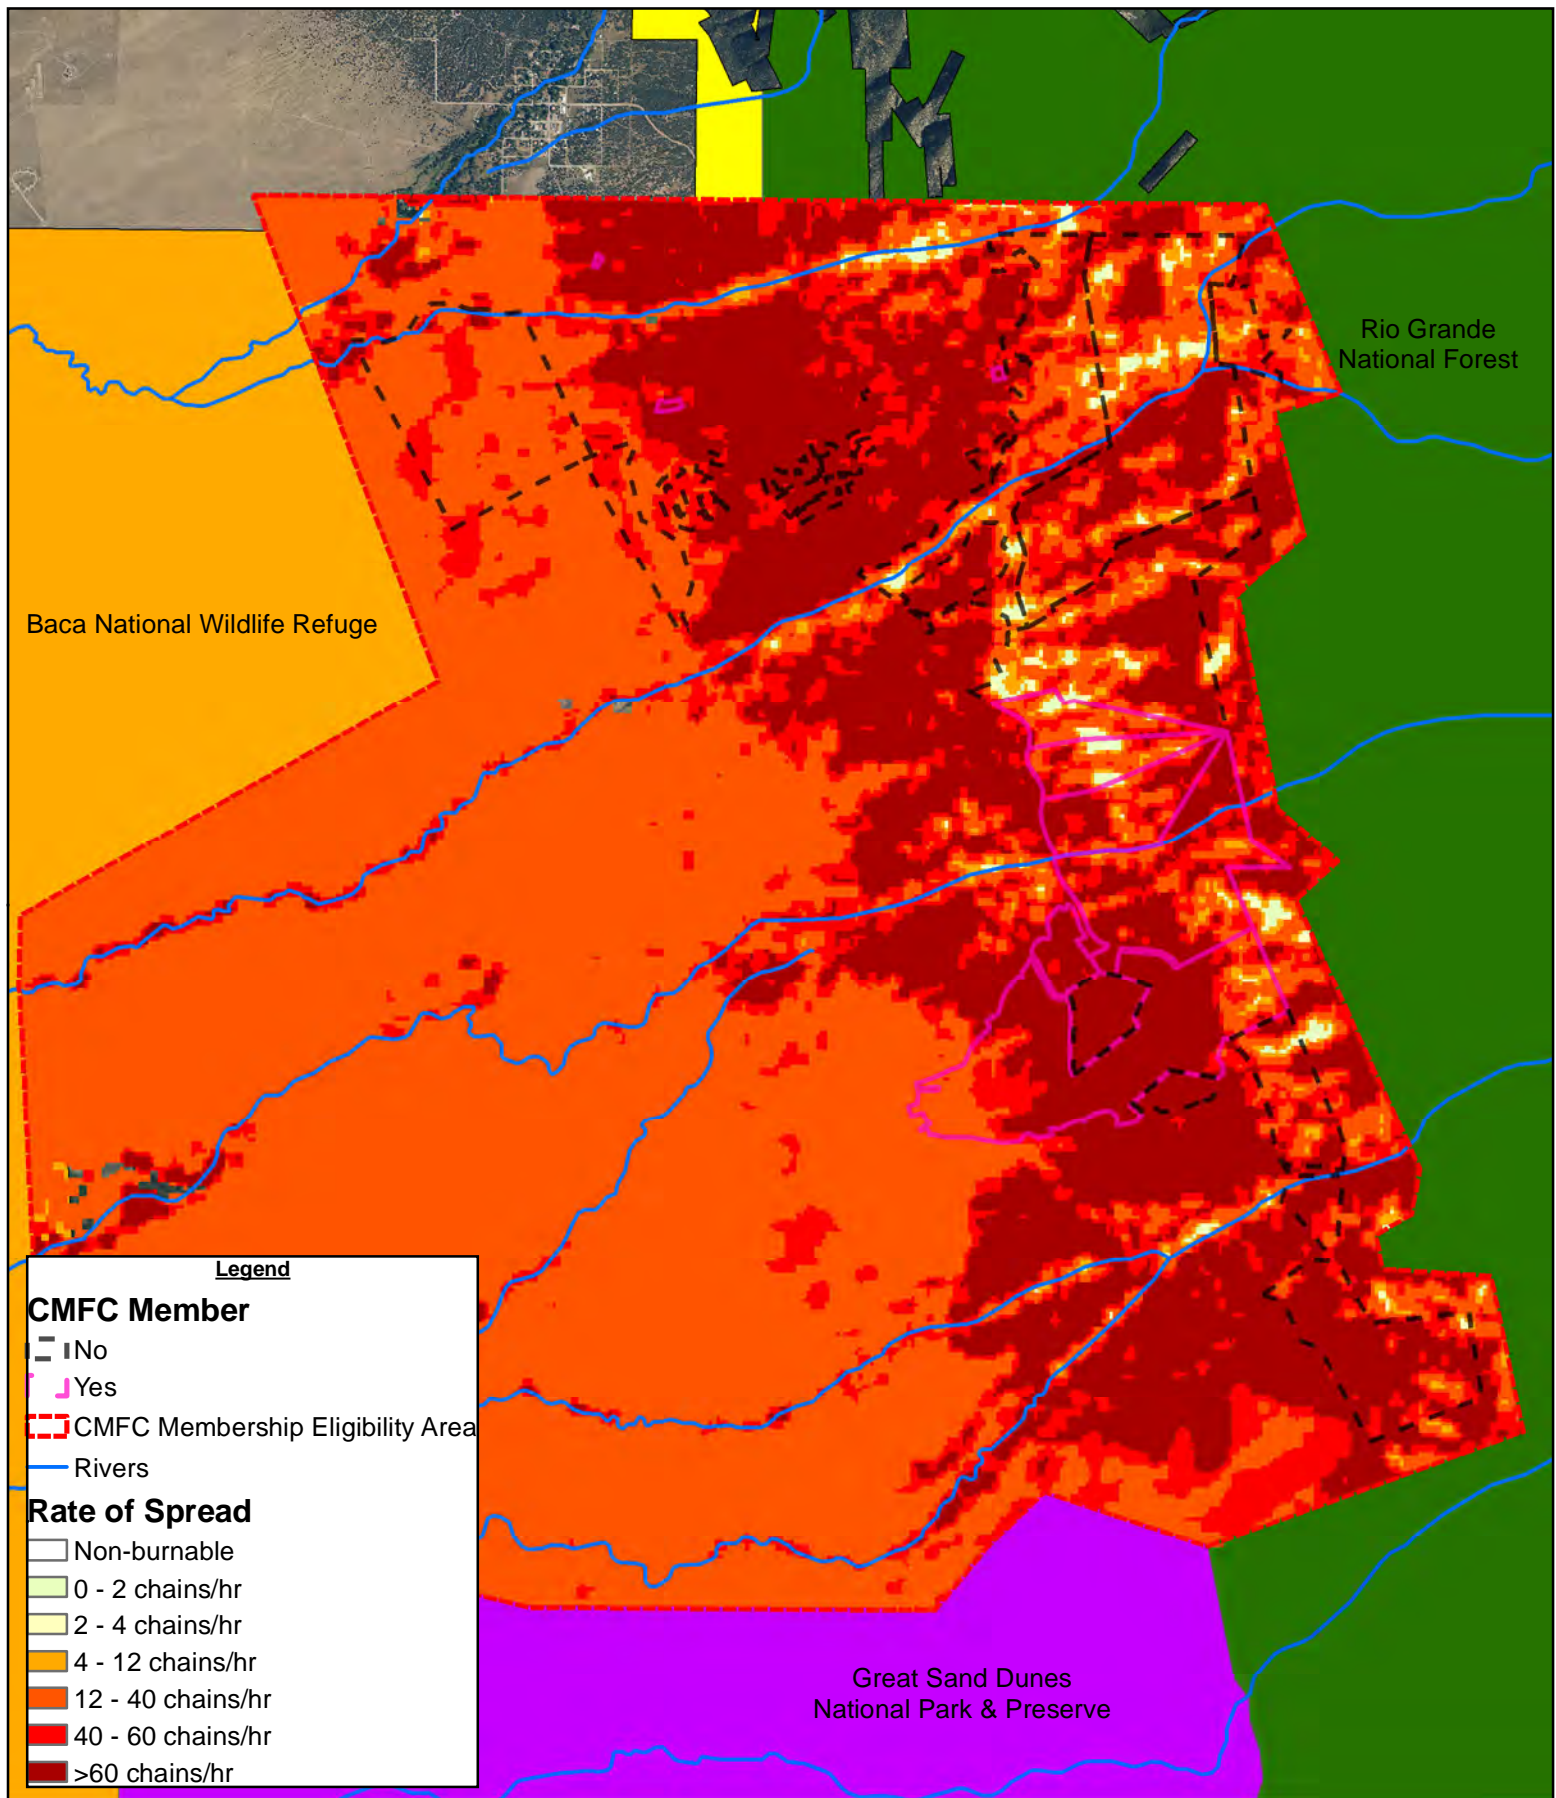 Rio Grande
National Forest
Baca National Wildlife Refuge
Legend
CMFC Member
No
Yes
CMFC Membership Eligibility Area
Rivers
Rate of Spread
Non-burnable
0 - 2 chains/hr
2 - 4 chains/hr
4 - 12 chains/hr
12 - 40 chains/hr
40 - 60 chains/hr
>60 chains/hr
Great Sand Dunes
National Park & Preserve